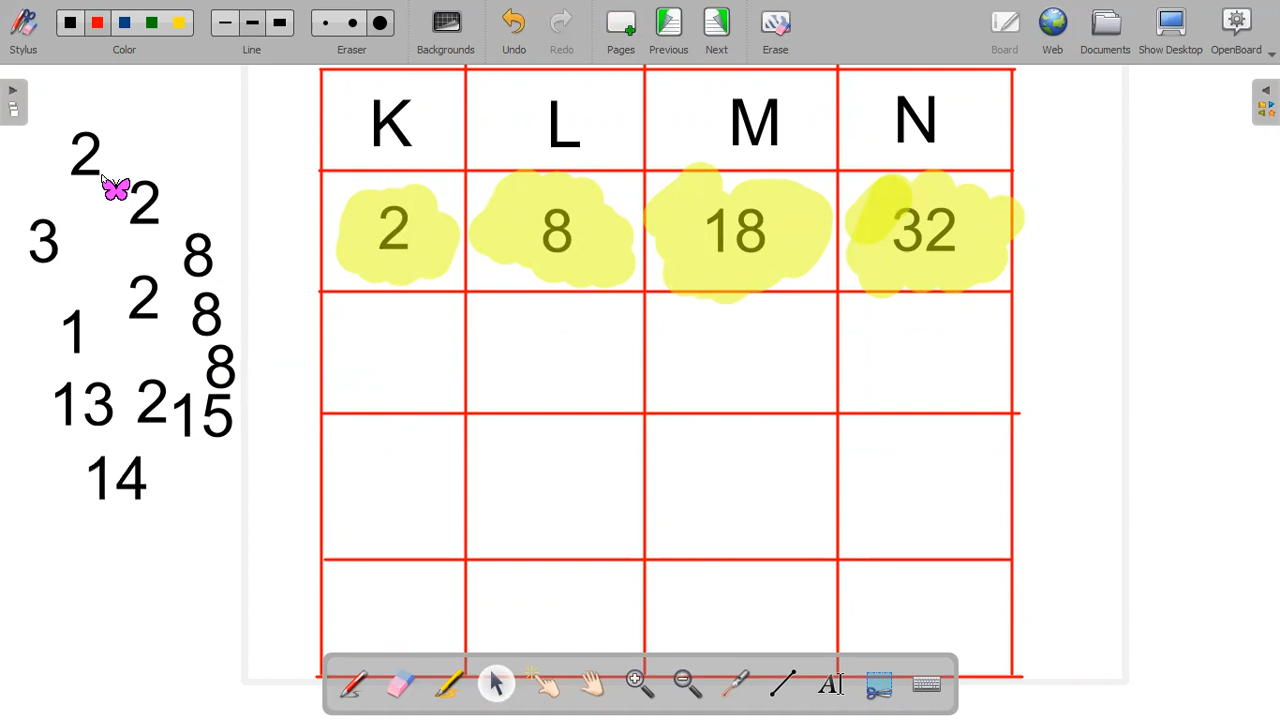 Stylus Color Line Eraser Backgrounds Undo Redo Pages Previous Next Erase Board Web Documents Show Desktop OpenBoard
K L M N
2 8 18 32
2
2
3
8
2
8
1
8
13 2 15
14
A